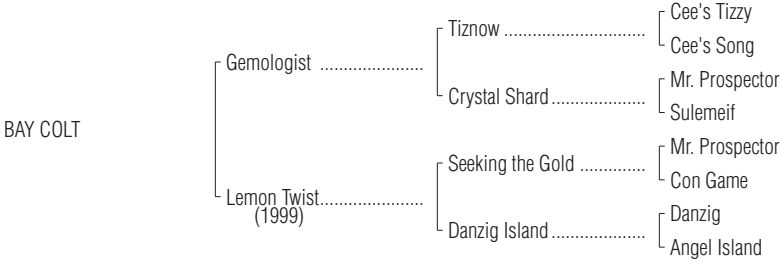 Cee's Tizzy
Tiznow ..............................
Cee's Song
Gemologist ......................
Mr. Prospector
Crystal Shard ....................
Sulemeif
BAY COLT
Mr. Prospector
Seeking the Gold ..............
Con Game
Lemon Twist......................
(1999)
Danzig
Danzig Island ....................
Angel Island